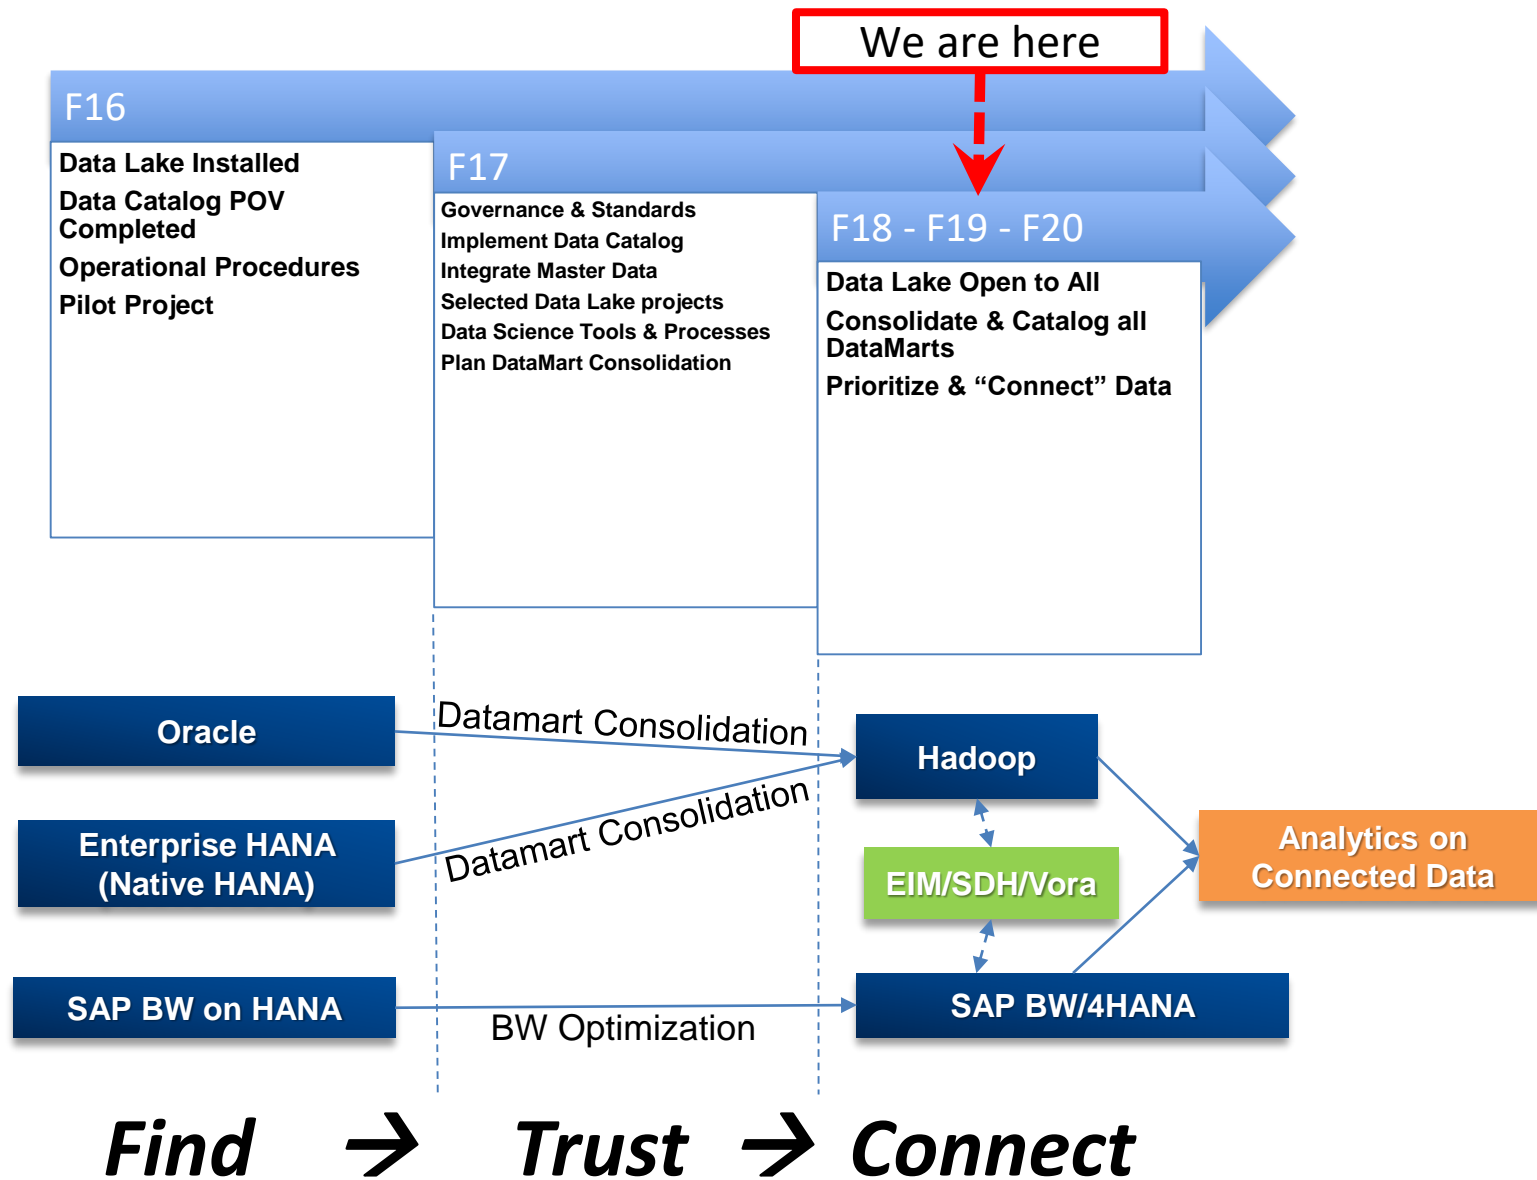 We are here
F16
Data Lake Installed
Data Catalog POV
Completed
Operational Procedures
Pilot Project
F17
Governance & Standards
Implement Data Catalog
Integrate Master Data
Selected Data Lake projects
Data Science Tools & Processes
Plan DataMart Consolidation
F18 - F19 - F20
Data Lake Open to All
Consolidate & Catalog all
DataMarts
Prioritize & “Connect” Data
Oracle
Datamart Consolidation
Hadoop
Enterprise HANA
(Native HANA)
Datamart Consolidation
EIM/SDH/Vora
Analytics on
Connected Data
SAP BW on HANA
BW Optimization
SAP BW/4HANA
Find → Trust → Connect